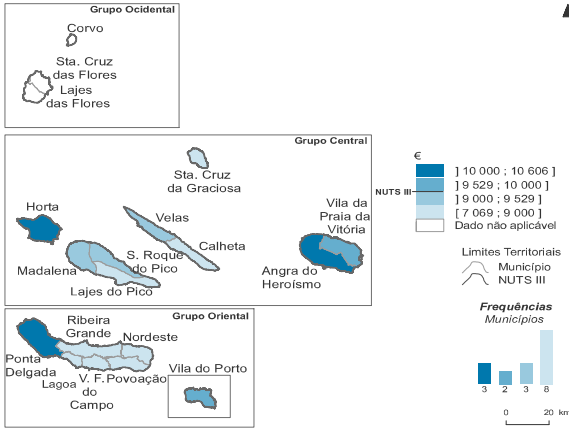 Grupo Ocidental
Corvo
Sta. Cruz
das Flores
Lajes
das Flores
Grupo Central
Sta. Cruz
da Graciosa
Horta
Velas
Vila da
Praia da
Vitória
S. Roque
do Pico
Calheta
Madalena
Lajes do Pico
Angra do
Heroísmo
Grupo Oriental
Ribeira
Grande
Nordeste
Ponta
Delgada
Lagoa
V. F.
do
Campo
Povoação
Vila do Porto
€
] 10 000 ; 10 606 ]
] 9 529 ; 10 000 ]
NUTS III
] 9 000 ; 9 529 ]
[ 7 069 ; 9 000 ]
Dado não aplicável
Limites Territoriais
Município
NUTS III
Frequências
Municípios
3 2 3 8
0 20 km